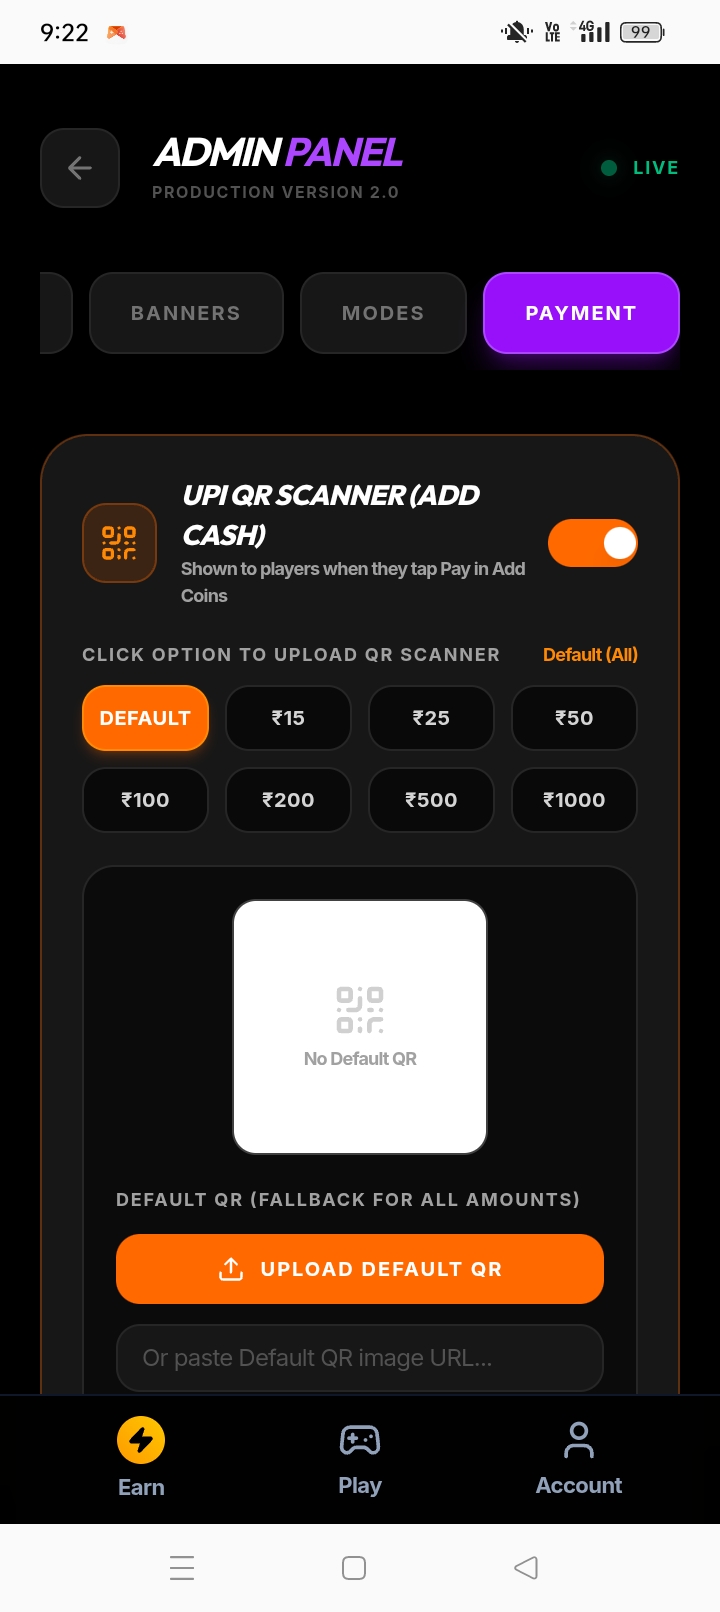 9:22
Vo LTE 4G 99
ADMIN PANEL
PRODUCTION VERSION 2.0
LIVE
BANNERS
MODES
PAYMENT
UPI QR SCANNER (ADD
CASH)
Shown to players when they tap Pay in Add
Coins
CLICK OPTION TO UPLOAD QR SCANNER
Default (All)
DEFAULT
₹15
₹25
₹50
₹100
₹200
₹500
₹1000
No Default QR
DEFAULT QR (FALLBACK FOR ALL AMOUNTS)
UPLOAD DEFAULT QR
Or paste Default QR image URL...
Earn
Play
Account